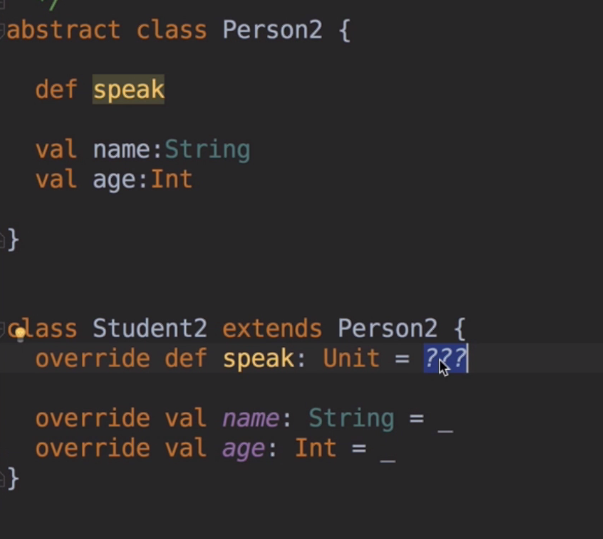 */
abstract class Person2 {
def speak
val name:String
val age:Int
}
class Student2 extends Person2 {
override def speak: Unit = ???
override val name: String = _
override val age: Int = _
}